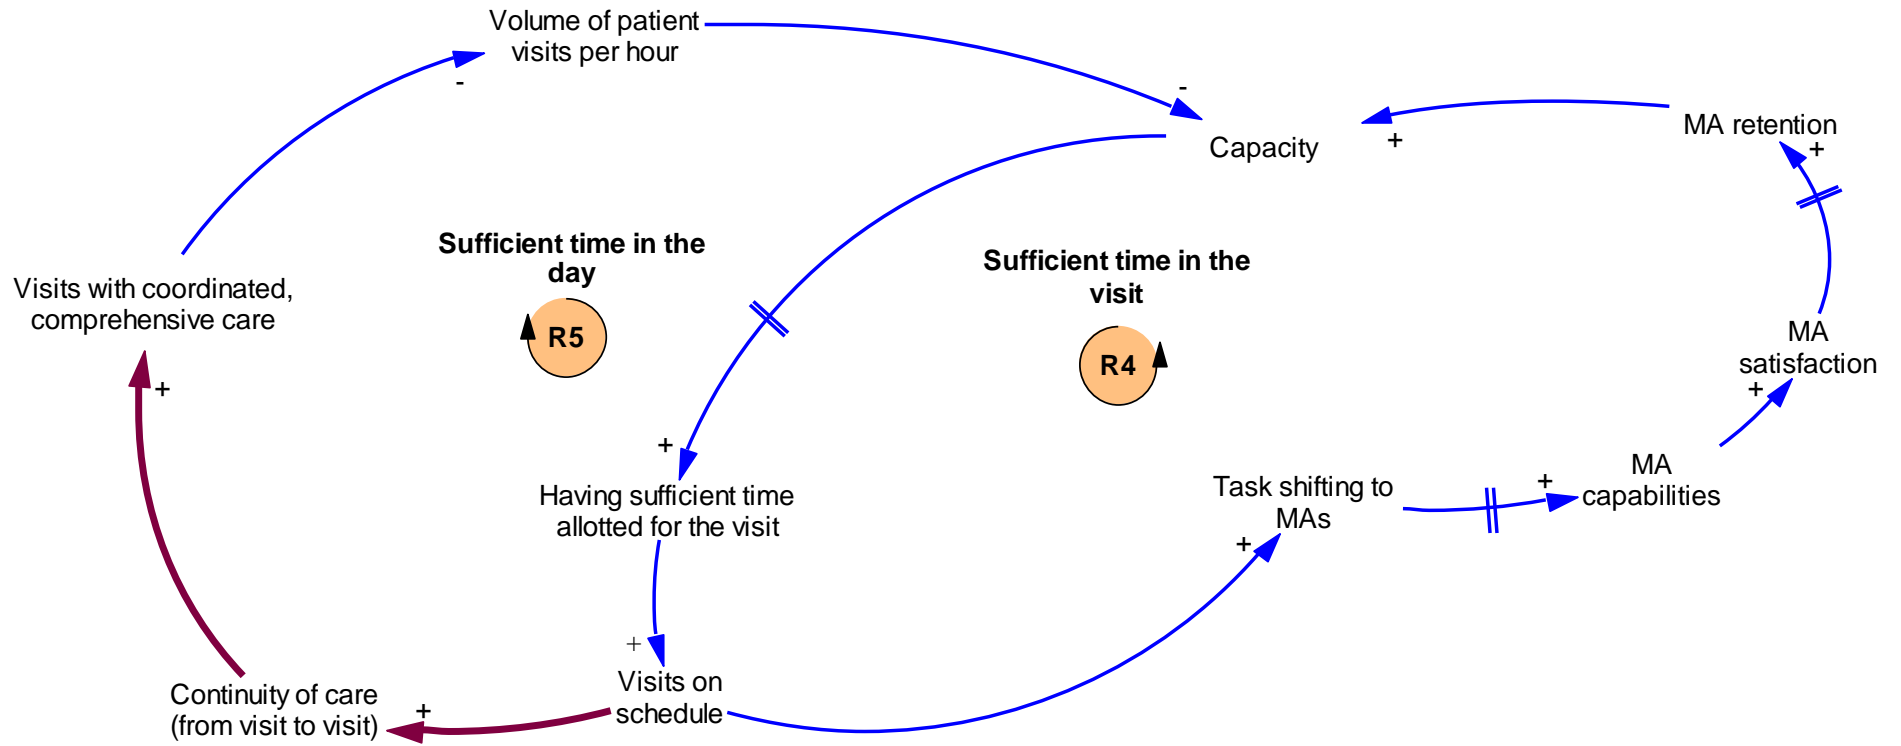 Volume of patient
visits per hour
-
-
Capacity
+
MA retention
+
Sufficient time in the
day
R5
Sufficient time in the
visit
R4
Visits with coordinated,
comprehensive care
+
MA
satisfaction
+
MA
capabilities
+
Task shifting to
MAs
+
+
Having sufficient time
allotted for the visit
+
Visits on
schedule
+
Continuity of care
(from visit to visit)